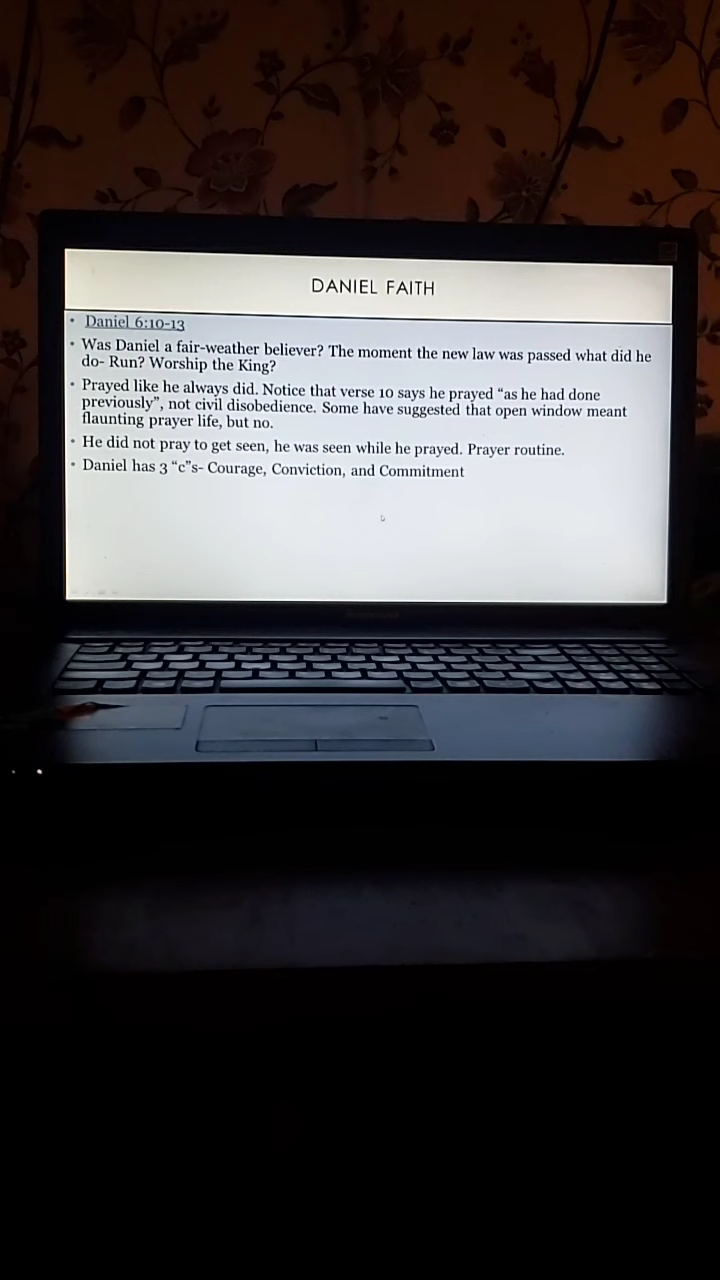 DANIEL FAITH
• Daniel 6:10-13
• Was Daniel a fair-weather believer? The moment the new law was passed what did he
do- Run? Worship the King?
• Prayed like he always did. Notice that verse 10 says he prayed “as he had done
previously”, not civil disobedience. Some have suggested that open window meant
flaunting prayer life, but no.
• He did not pray to get seen, he was seen while he prayed. Prayer routine.
• Daniel has 3 “c”s- Courage, Conviction, and Commitment